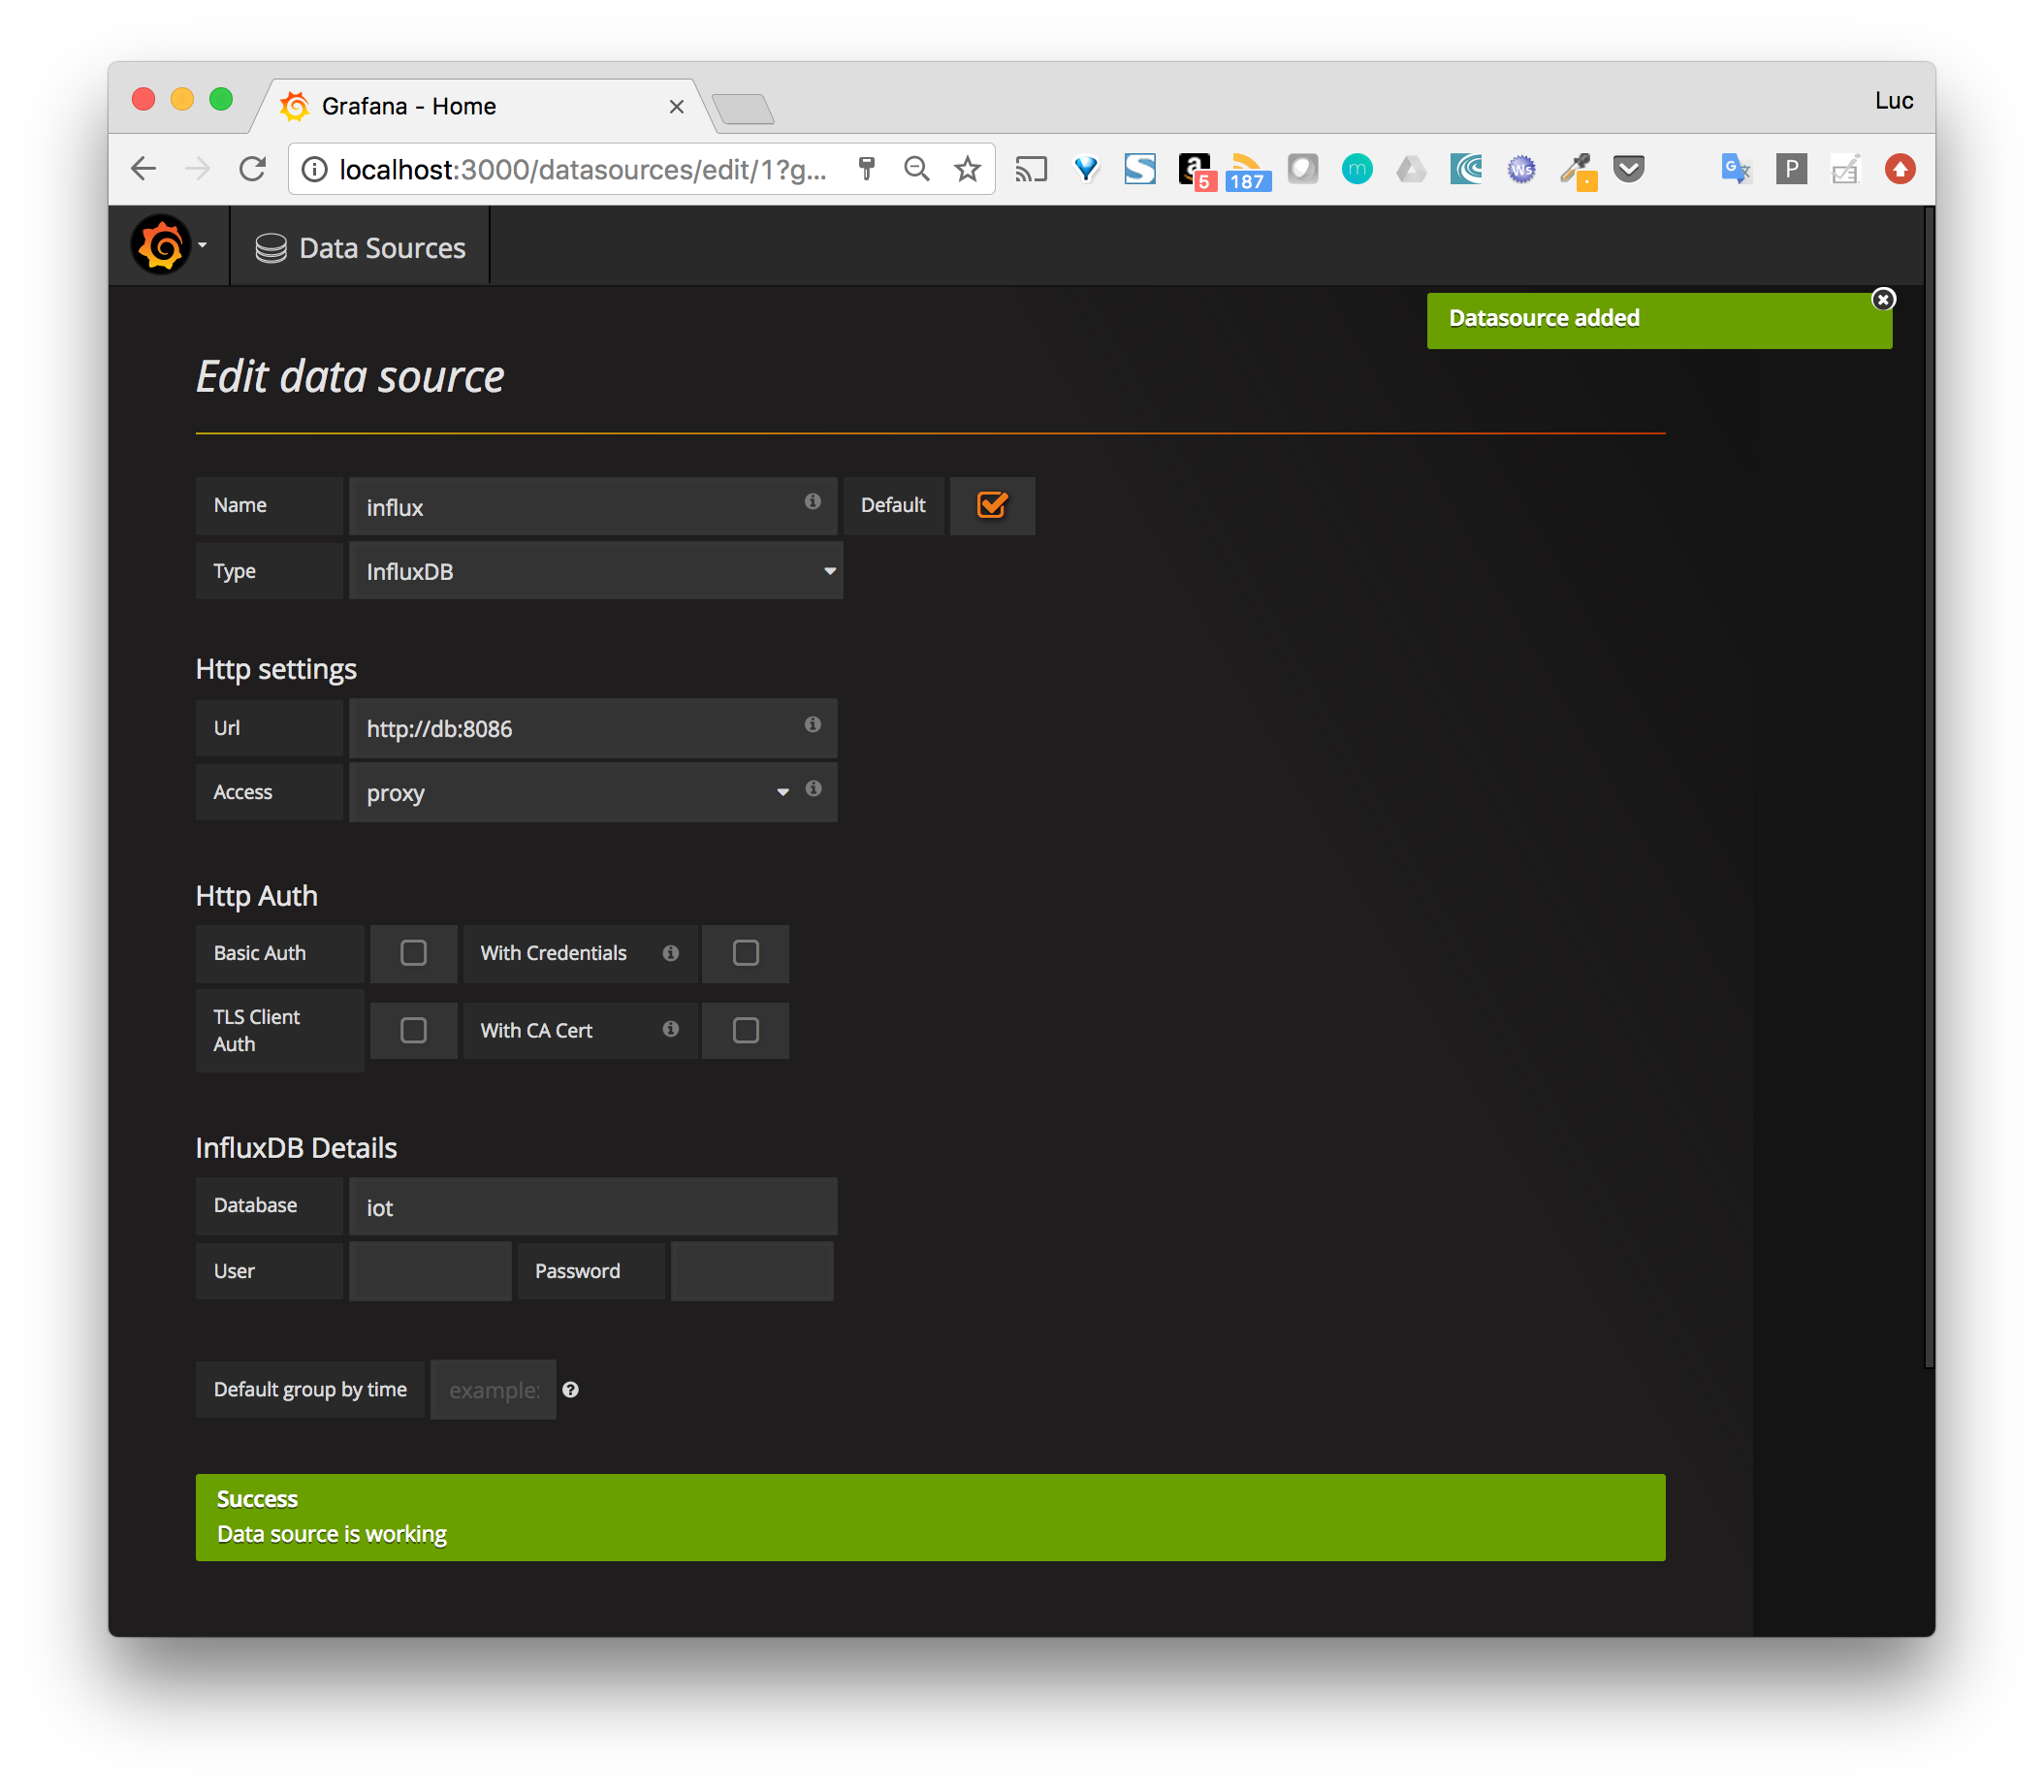 Grafana - Home
Luc
localhost:3000/datasources/edit/1?g...
a
5
187
m
Ws
G
P
Data Sources
Datasource added
Edit data source
Name
influx
Default
Type
InfluxDB
Http settings
Url
http://db:8086
Access
proxy
Http Auth
Basic Auth
With Credentials
TLS Client
Auth
With CA Cert
InfluxDB Details
Database
iot
User
Password
Default group by time
example:
Success
Data source is working